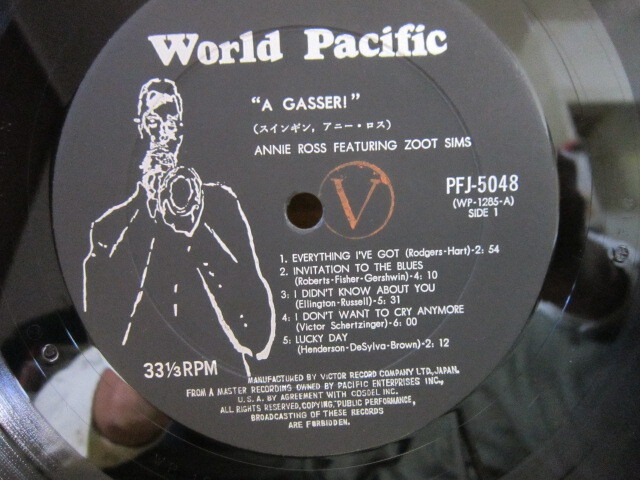 World Pacific
"A GASSER!"
(スインギン，アニー・ロス)
ANNIE ROSS FEATURING ZOOT SIMS
PFJ-5048
(WP-1285-A)
SIDE 1
V
1. EVERYTHING I'VE GOT (Rodgers-Hart)-2: 54
2. INVITATION TO THE BLUES
(Roberts-Fisher-Gershwin)-4: 10
3: I DIDN'T KNOW ABOUT YOU
(Ellington-Russell)-5: 31
4: I DON'T WANT TO CRY ANYMORE
(Victor Schertzinger)-6: 00
5: LUCKY DAY
(Henderson-DeSylva-Brown)-2: 12
33⅓RPM
MANUFACTURED BY VICTOR RECORD COMPANY LTD., JAPAN.
FROM A MASTER RECORDING OWNED BY PACIFIC ENTERPRISES INC.,
U.S.A. BY AGREEMENT WITH COSDEL INC.
ALL RIGHTS RESERVED, COPYING, PUBLIC PERFORMANCE,
BROADCASTING OF THESE RECORDS
ARE FORBIDDEN.